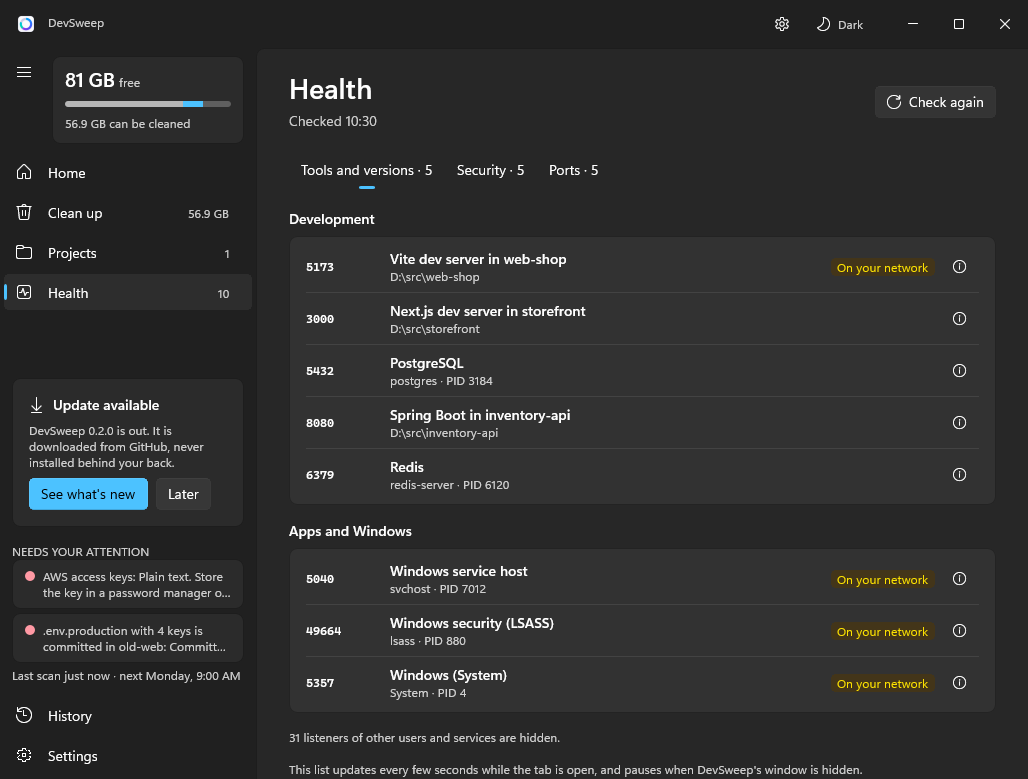 DevSweep
Dark
81 GB free
56.9 GB can be cleaned
Home
Clean up 56.9 GB
Projects 1
Health 10
Update available
DevSweep 0.2.0 is out. It is
downloaded from GitHub, never
installed behind your back.
See what's new Later
NEEDS YOUR ATTENTION
AWS access keys: Plain text. Store
the key in a password manager o...
.env.production with 4 keys is
committed in old-web: Committ...
Last scan just now · next Monday, 9:00 AM
History
Settings
Health
Checked 10:30
Check again
Tools and versions · 5 Security · 5 Ports · 5
Development
5173 Vite dev server in web-shop On your network
D:\src\web-shop
3000 Next.js dev server in storefront
D:\src\storefront
5432 PostgreSQL
postgres · PID 3184
8080 Spring Boot in inventory-api
D:\src\inventory-api
6379 Redis
redis-server · PID 6120
Apps and Windows
5040 Windows service host On your network
svchost · PID 7012
49664 Windows security (LSASS) On your network
lsass · PID 880
5357 Windows (System) On your network
System · PID 4
31 listeners of other users and services are hidden.
This list updates every few seconds while the tab is open, and pauses when DevSweep's window is hidden.